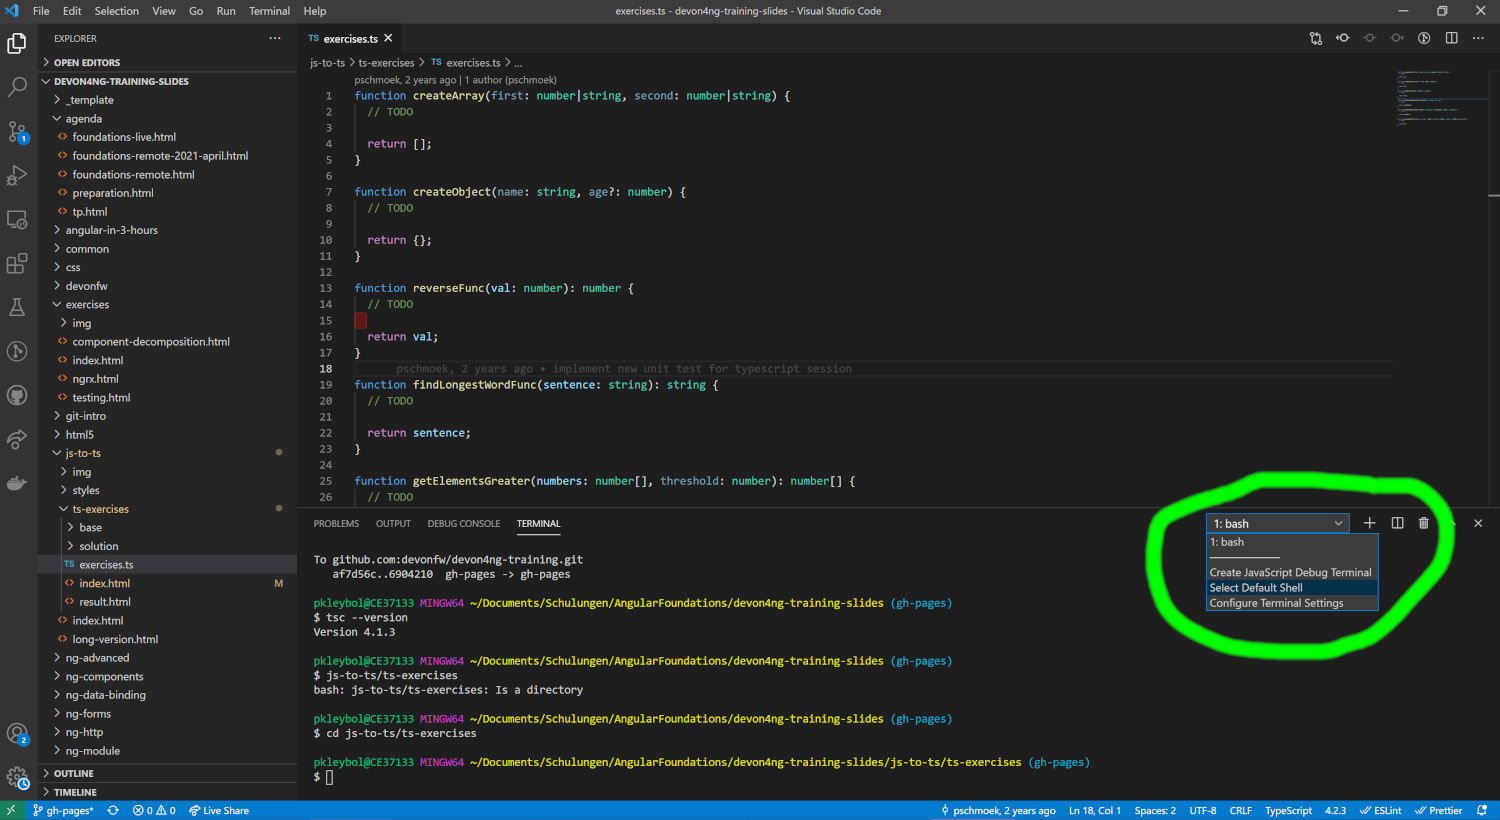 File Edit Selection View Go Run Terminal Help
exercises.ts - devon4ng-training-slides - Visual Studio Code
EXPLORER
OPEN EDITORS
DEVON4NG-TRAINING-SLIDES
_template
agenda
foundations-live.html
foundations-remote-2021-april.html
foundations-remote.html
preparation.html
tp.html
angular-in-3-hours
common
css
devonfw
exercises
img
component-decomposition.html
index.html
ngrx.html
testing.html
git-intro
html5
js-to-ts
img
styles
ts-exercises
base
solution
TS exercises.ts
index.html M
result.html
index.html
long-version.html
ng-advanced
ng-components
ng-data-binding
ng-forms
ng-http
ng-module
OUTLINE
TIMELINE
1
2
TS exercises.ts
js-to-ts > ts-exercises > TS exercises.ts > ...
pschmoek, 2 years ago | 1 author (pschmoek)
1 function createArray(first: number|string, second: number|string) {
2 // TODO
3
4 return [];
5 }
6
7 function createObject(name: string, age?: number) {
8 // TODO
9
10 return {};
11 }
12
13 function reverseFunc(val: number): number {
14 // TODO
15
16 return val;
17 }
18 pschmoek, 2 years ago • implement new unit test for typescript session
19 function findLongestWordFunc(sentence: string): string {
20 // TODO
21
22 return sentence;
23 }
24
25 function getElementsGreater(numbers: number[], threshold: number): number[] {
26 // TODO
PROBLEMS OUTPUT DEBUG CONSOLE TERMINAL
1: bash
1: bash
Create JavaScript Debug Terminal
Select Default Shell
Configure Terminal Settings
To github.com:devonfw/devon4ng-training.git
af7d56c..6904210 gh-pages -> gh-pages
pkleybol@CE37133 MINGW64 ~/Documents/Schulungen/AngularFoundations/devon4ng-training-slides (gh-pages)
$ tsc --version
Version 4.1.3
pkleybol@CE37133 MINGW64 ~/Documents/Schulungen/AngularFoundations/devon4ng-training-slides (gh-pages)
$ js-to-ts/ts-exercises
bash: js-to-ts/ts-exercises: Is a directory
pkleybol@CE37133 MINGW64 ~/Documents/Schulungen/AngularFoundations/devon4ng-training-slides (gh-pages)
$ cd js-to-ts/ts-exercises
pkleybol@CE37133 MINGW64 ~/Documents/Schulungen/AngularFoundations/devon4ng-training-slides/js-to-ts/ts-exercises (gh-pages)
$
gh-pages* 0 0 Live Share
pschmoek, 2 years ago Ln 18, Col 1 Spaces: 2 UTF-8 CRLF TypeScript 4.2.3 ESLint Prettier